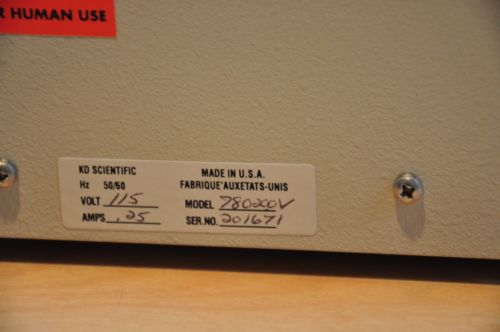 R HUMAN USE
KD SCIENTIFIC
Hz 50/60
VOLT 115
AMPS .25
MADE IN U.S.A.
FABRIQUE'AUXETATS-UNIS
MODEL 780200V
SER.NO. 201671